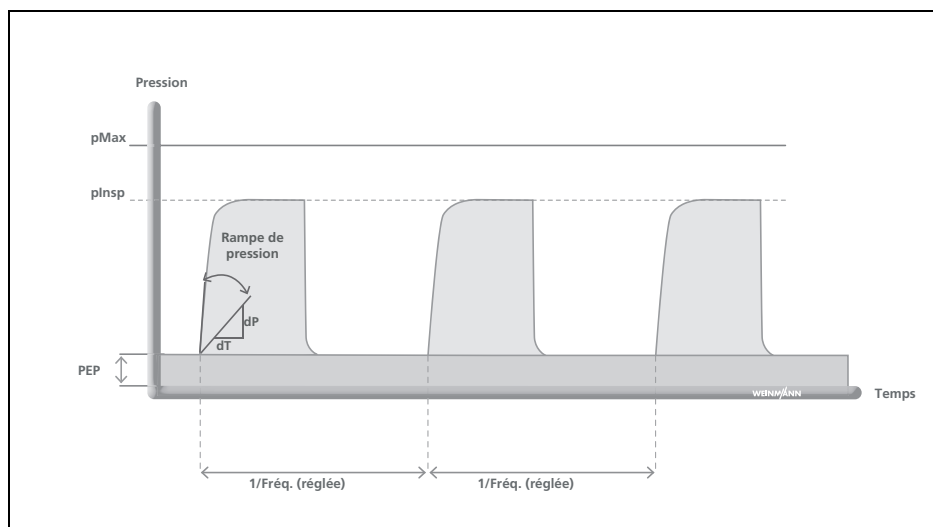 Pression
pMax
pInsp
Rampe de
pression
dP
dT
PEP
WEINMANN
Temps
1/Fréq. (réglée)
1/Fréq. (réglée)